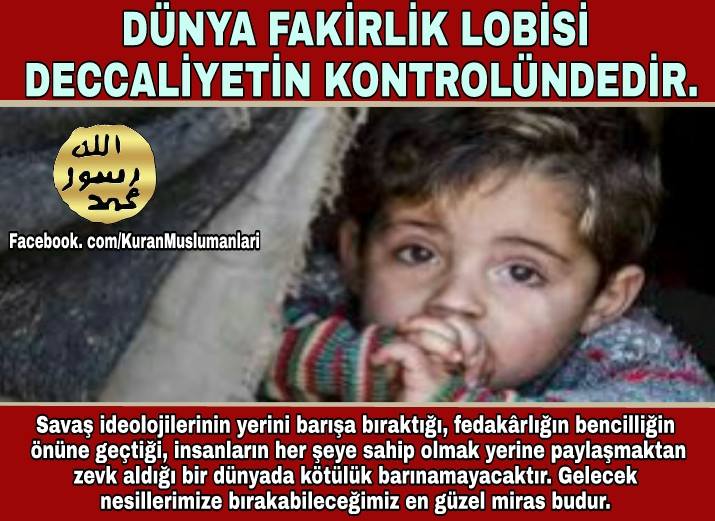 DÜNYA FAKİRLİK LOBİSİ
DECCALİYETİN KONTROLÜNDEDİR.
الله
رسول
محمد
Facebook. com/KuranMuslumanlari
Savaş ideolojilerinin yerini barışa bıraktığı, fedakârlığın bencilliğin
önüne geçtiği, insanların her şeye sahip olmak yerine paylaşmaktan
zevk aldığı bir dünyada kötülük barınamayacaktır. Gelecek
nesillerimize bırakabileceğimiz en güzel miras budur.